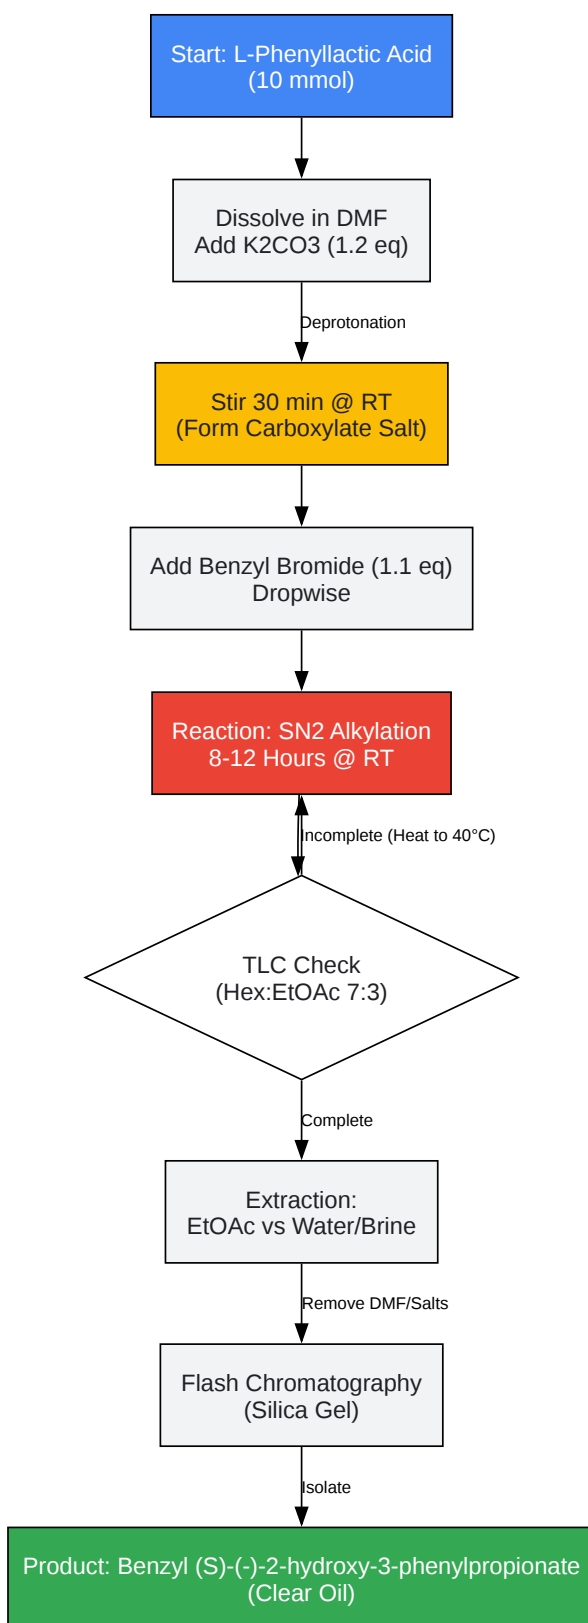 Start: L-Phenyllactic Acid
(10 mmol)
Dissolve in DMF
Add K2CO3 (1.2 eq)
Deprotonation
Stir 30 min @ RT
(Form Carboxylate Salt)
Add Benzyl Bromide (1.1 eq)
Dropwise
Reaction: SN2 Alkylation
8-12 Hours @ RT
Incomplete (Heat to 40°C)
TLC Check
(Hex:EtOAc 7:3)
Complete
Extraction:
EtOAc vs Water/Brine
Remove DMF/Salts
Flash Chromatography
(Silica Gel)
Isolate
Product: Benzyl (S)-(-)-2-hydroxy-3-phenylpropionate
(Clear Oil)